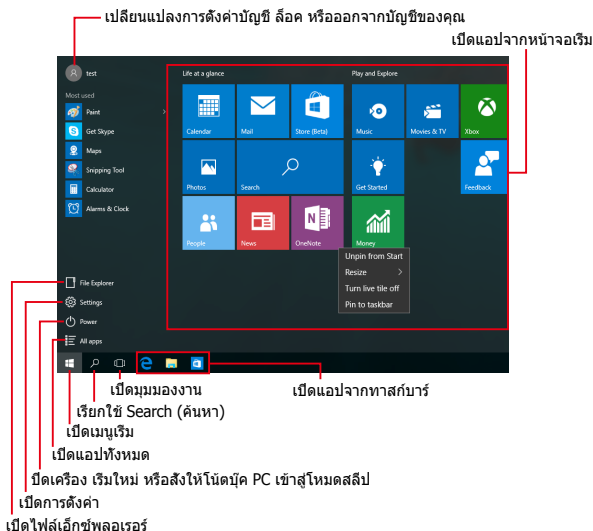 เปลี่ยนแปลงการตั้งค่าบัญชี ล็อค หรือออกจากบัญชีของคุณ
เปิดแอปจากหน้าจอเริ่ม
test
Life at a glance
Play and Explore
Most used
Paint
Get Skype
Maps
Snipping Tool
Calculator
Alarms & Clock
Calendar
Mail
Store (Beta)
Music
Movies & TV
Xbox
Photos
Search
Get Started
Feedback
People
News
OneNote
Money
Unpin from Start
Resize
Turn live tile off
Pin to taskbar
File Explorer
Settings
Power
All apps
เปิดมุมมองงาน
เปิดแอปจากทาสก์บาร์
เรียกใช้ Search (ค้นหา)
เปิดเมนูเริ่ม
เปิดแอปทั้งหมด
ปิดเครื่อง เริ่มใหม่ หรือสั่งให้โน้ตบุ๊ค PC เข้าสู่โหมดสลีป
เปิดการตั้งค่า
เปิดไฟล์เอ็กซ์พลอเรอร์